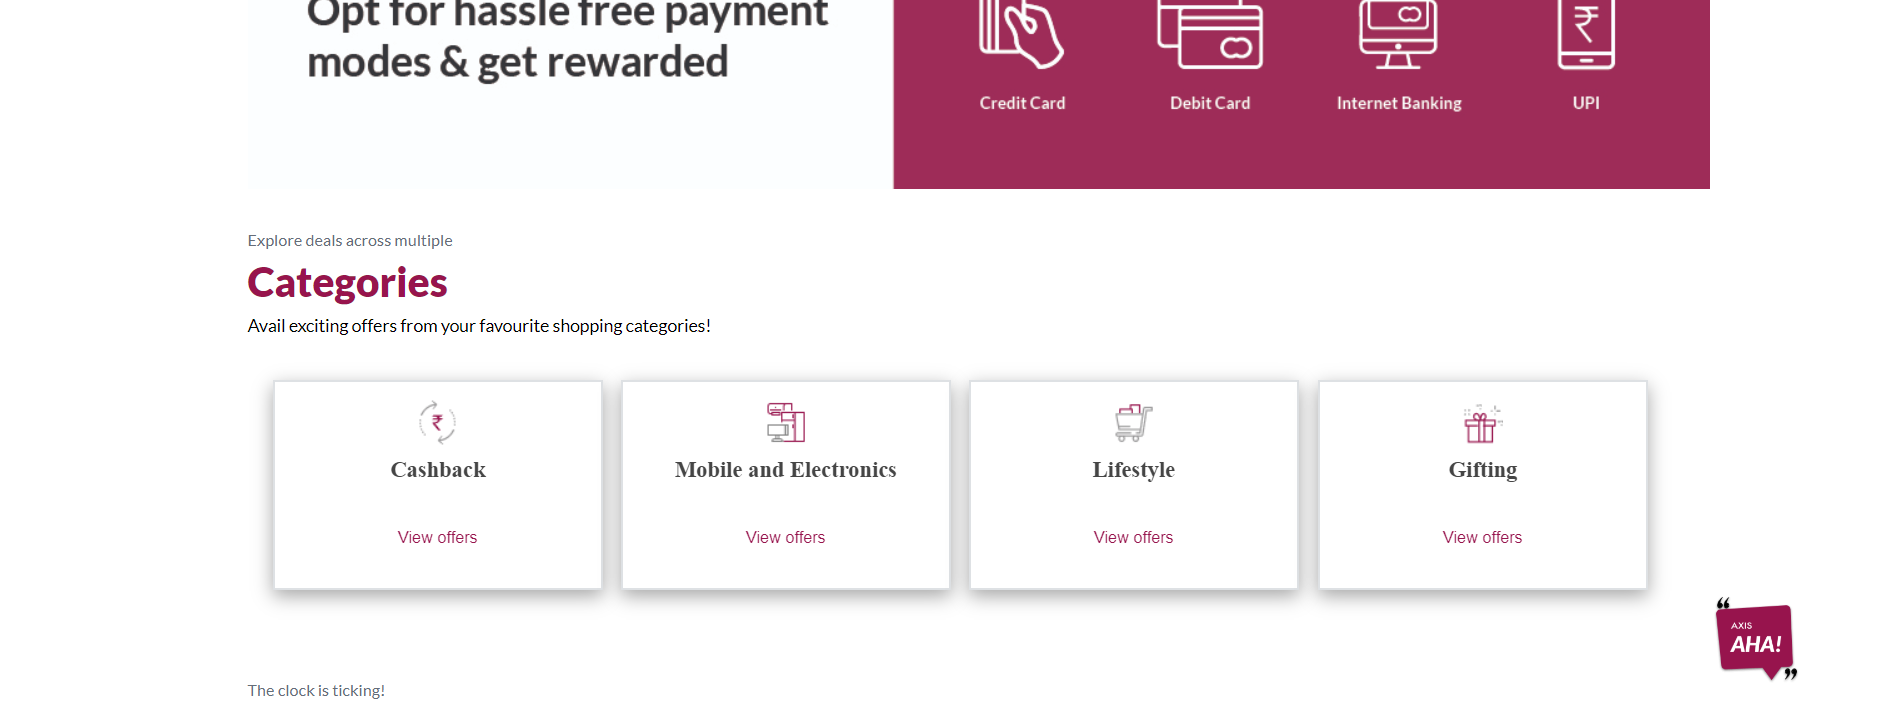 Opt for hassle free payment
modes & get rewarded
Credit Card
Debit Card
Internet Banking
UPI
Explore deals across multiple
Categories
Avail exciting offers from your favourite shopping categories!
₹
Cashback
View offers
Mobile and Electronics
View offers
Lifestyle
View offers
Gifting
View offers
“
AXIS
AHA!
”
The clock is ticking!